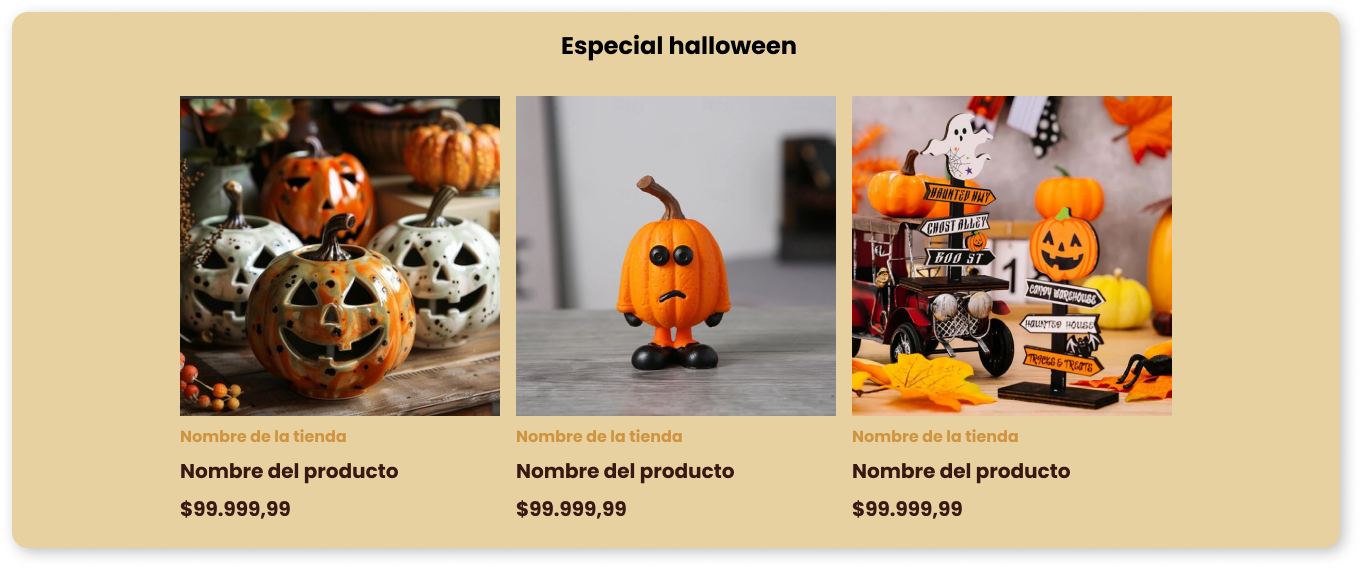 Especial halloween
HAUNTED HWY
GHOST ALLEY
BOO ST
1
CANDY WAREHOUSE
HAUNTED HOUSE
TRICKS & TREATS
Nombre de la tienda
Nombre del producto
$99.999,99
Nombre de la tienda
Nombre del producto
$99.999,99
Nombre de la tienda
Nombre del producto
$99.999,99